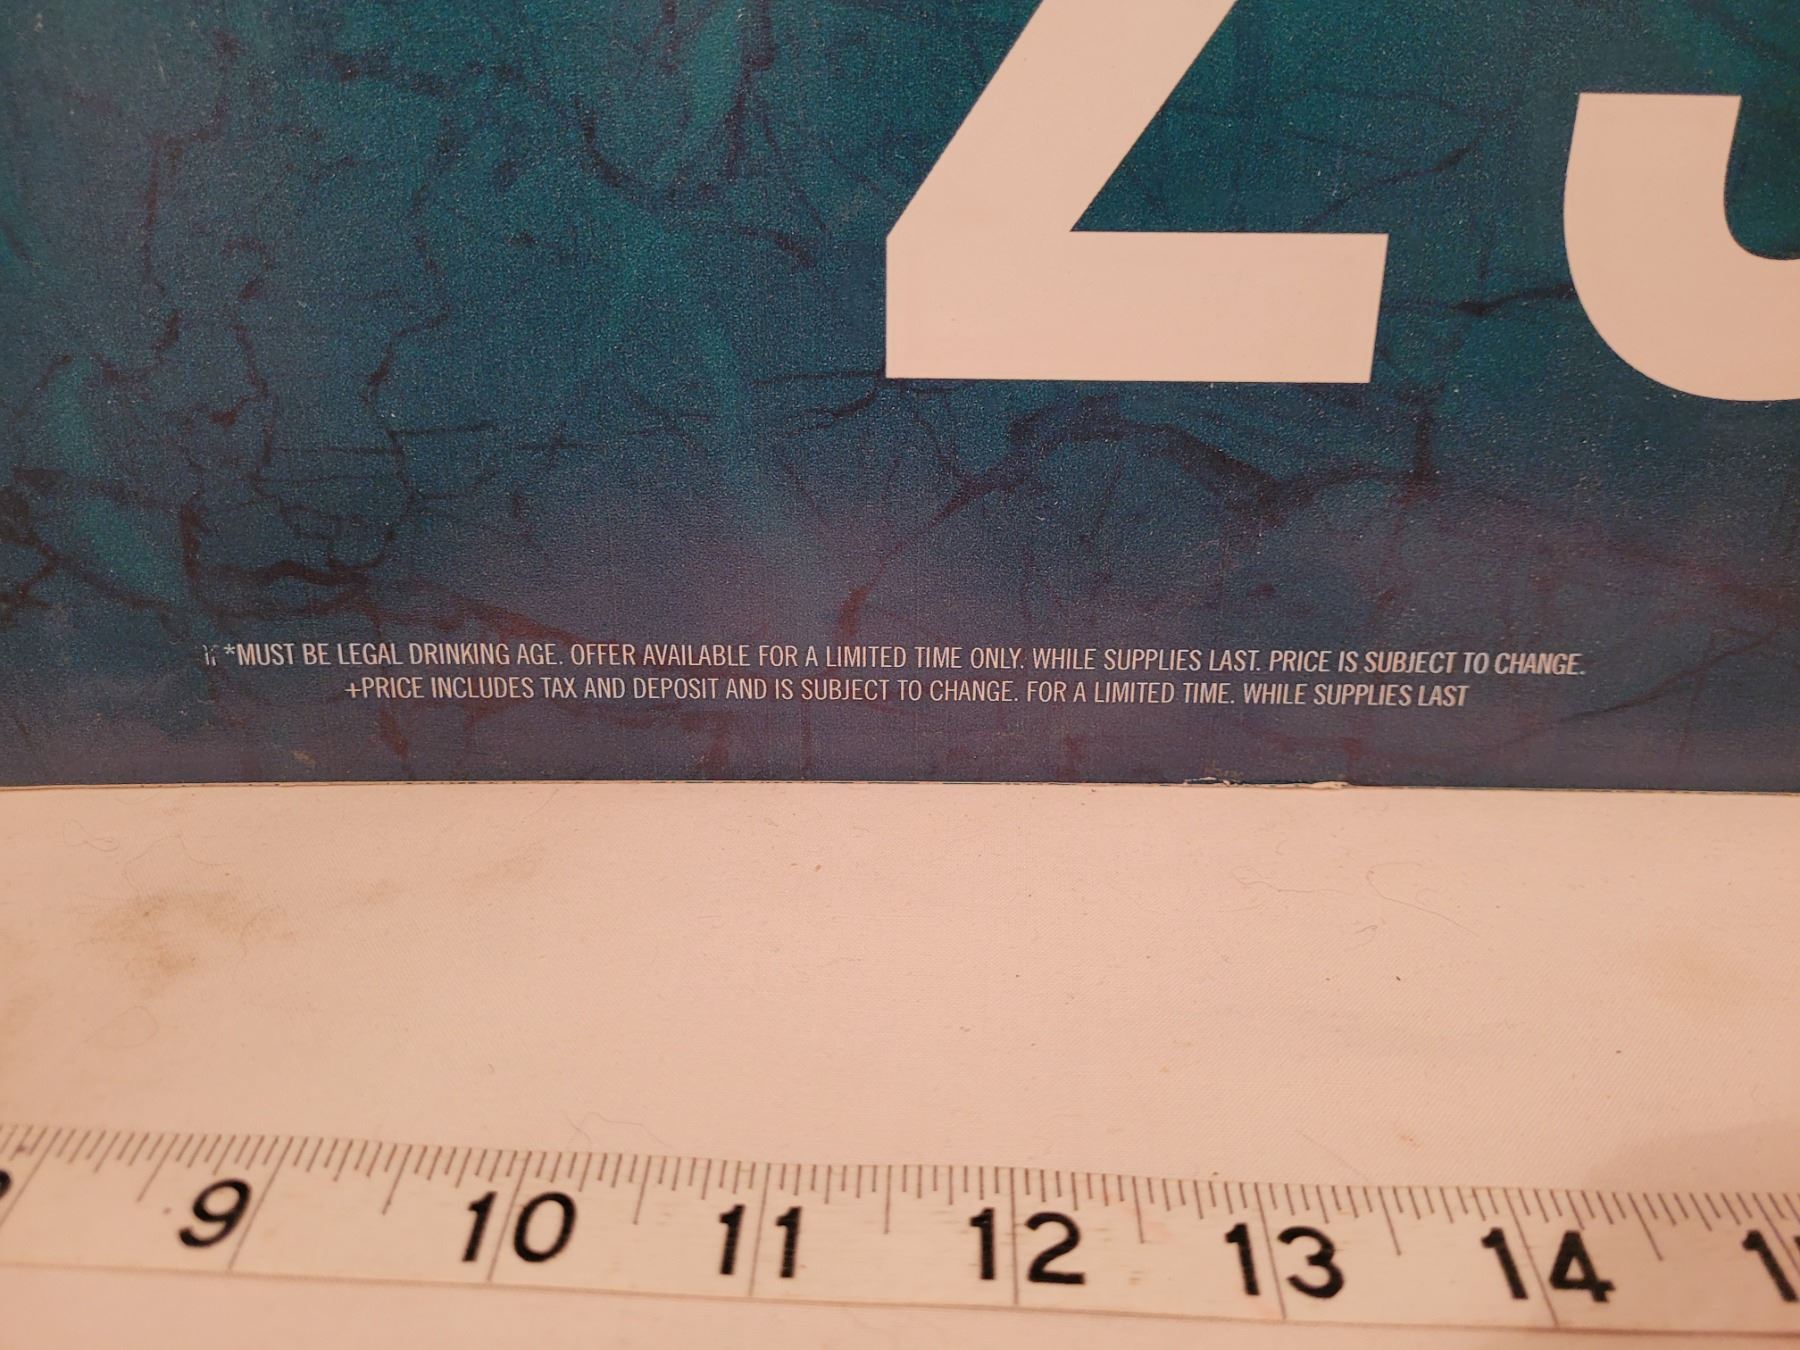 2
*MUST BE LEGAL DRINKING AGE. OFFER AVAILABLE FOR A LIMITED TIME ONLY. WHILE SUPPLIES LAST. PRICE IS SUBJECT TO CHANGE.
+PRICE INCLUDES TAX AND DEPOSIT AND IS SUBJECT TO CHANGE. FOR A LIMITED TIME. WHILE SUPPLIES LAST
9 10 11 12 13 14